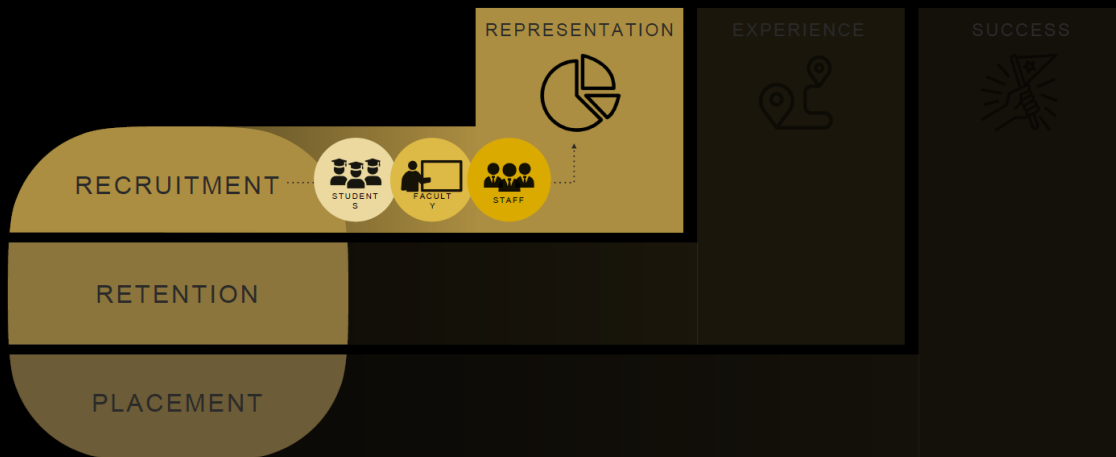 REPRESENTATION
EXPERIENCE
SUCCESS
RECRUITMENT
STUDENT
S
FACULT
Y
STAFF
RETENTION
PLACEMENT